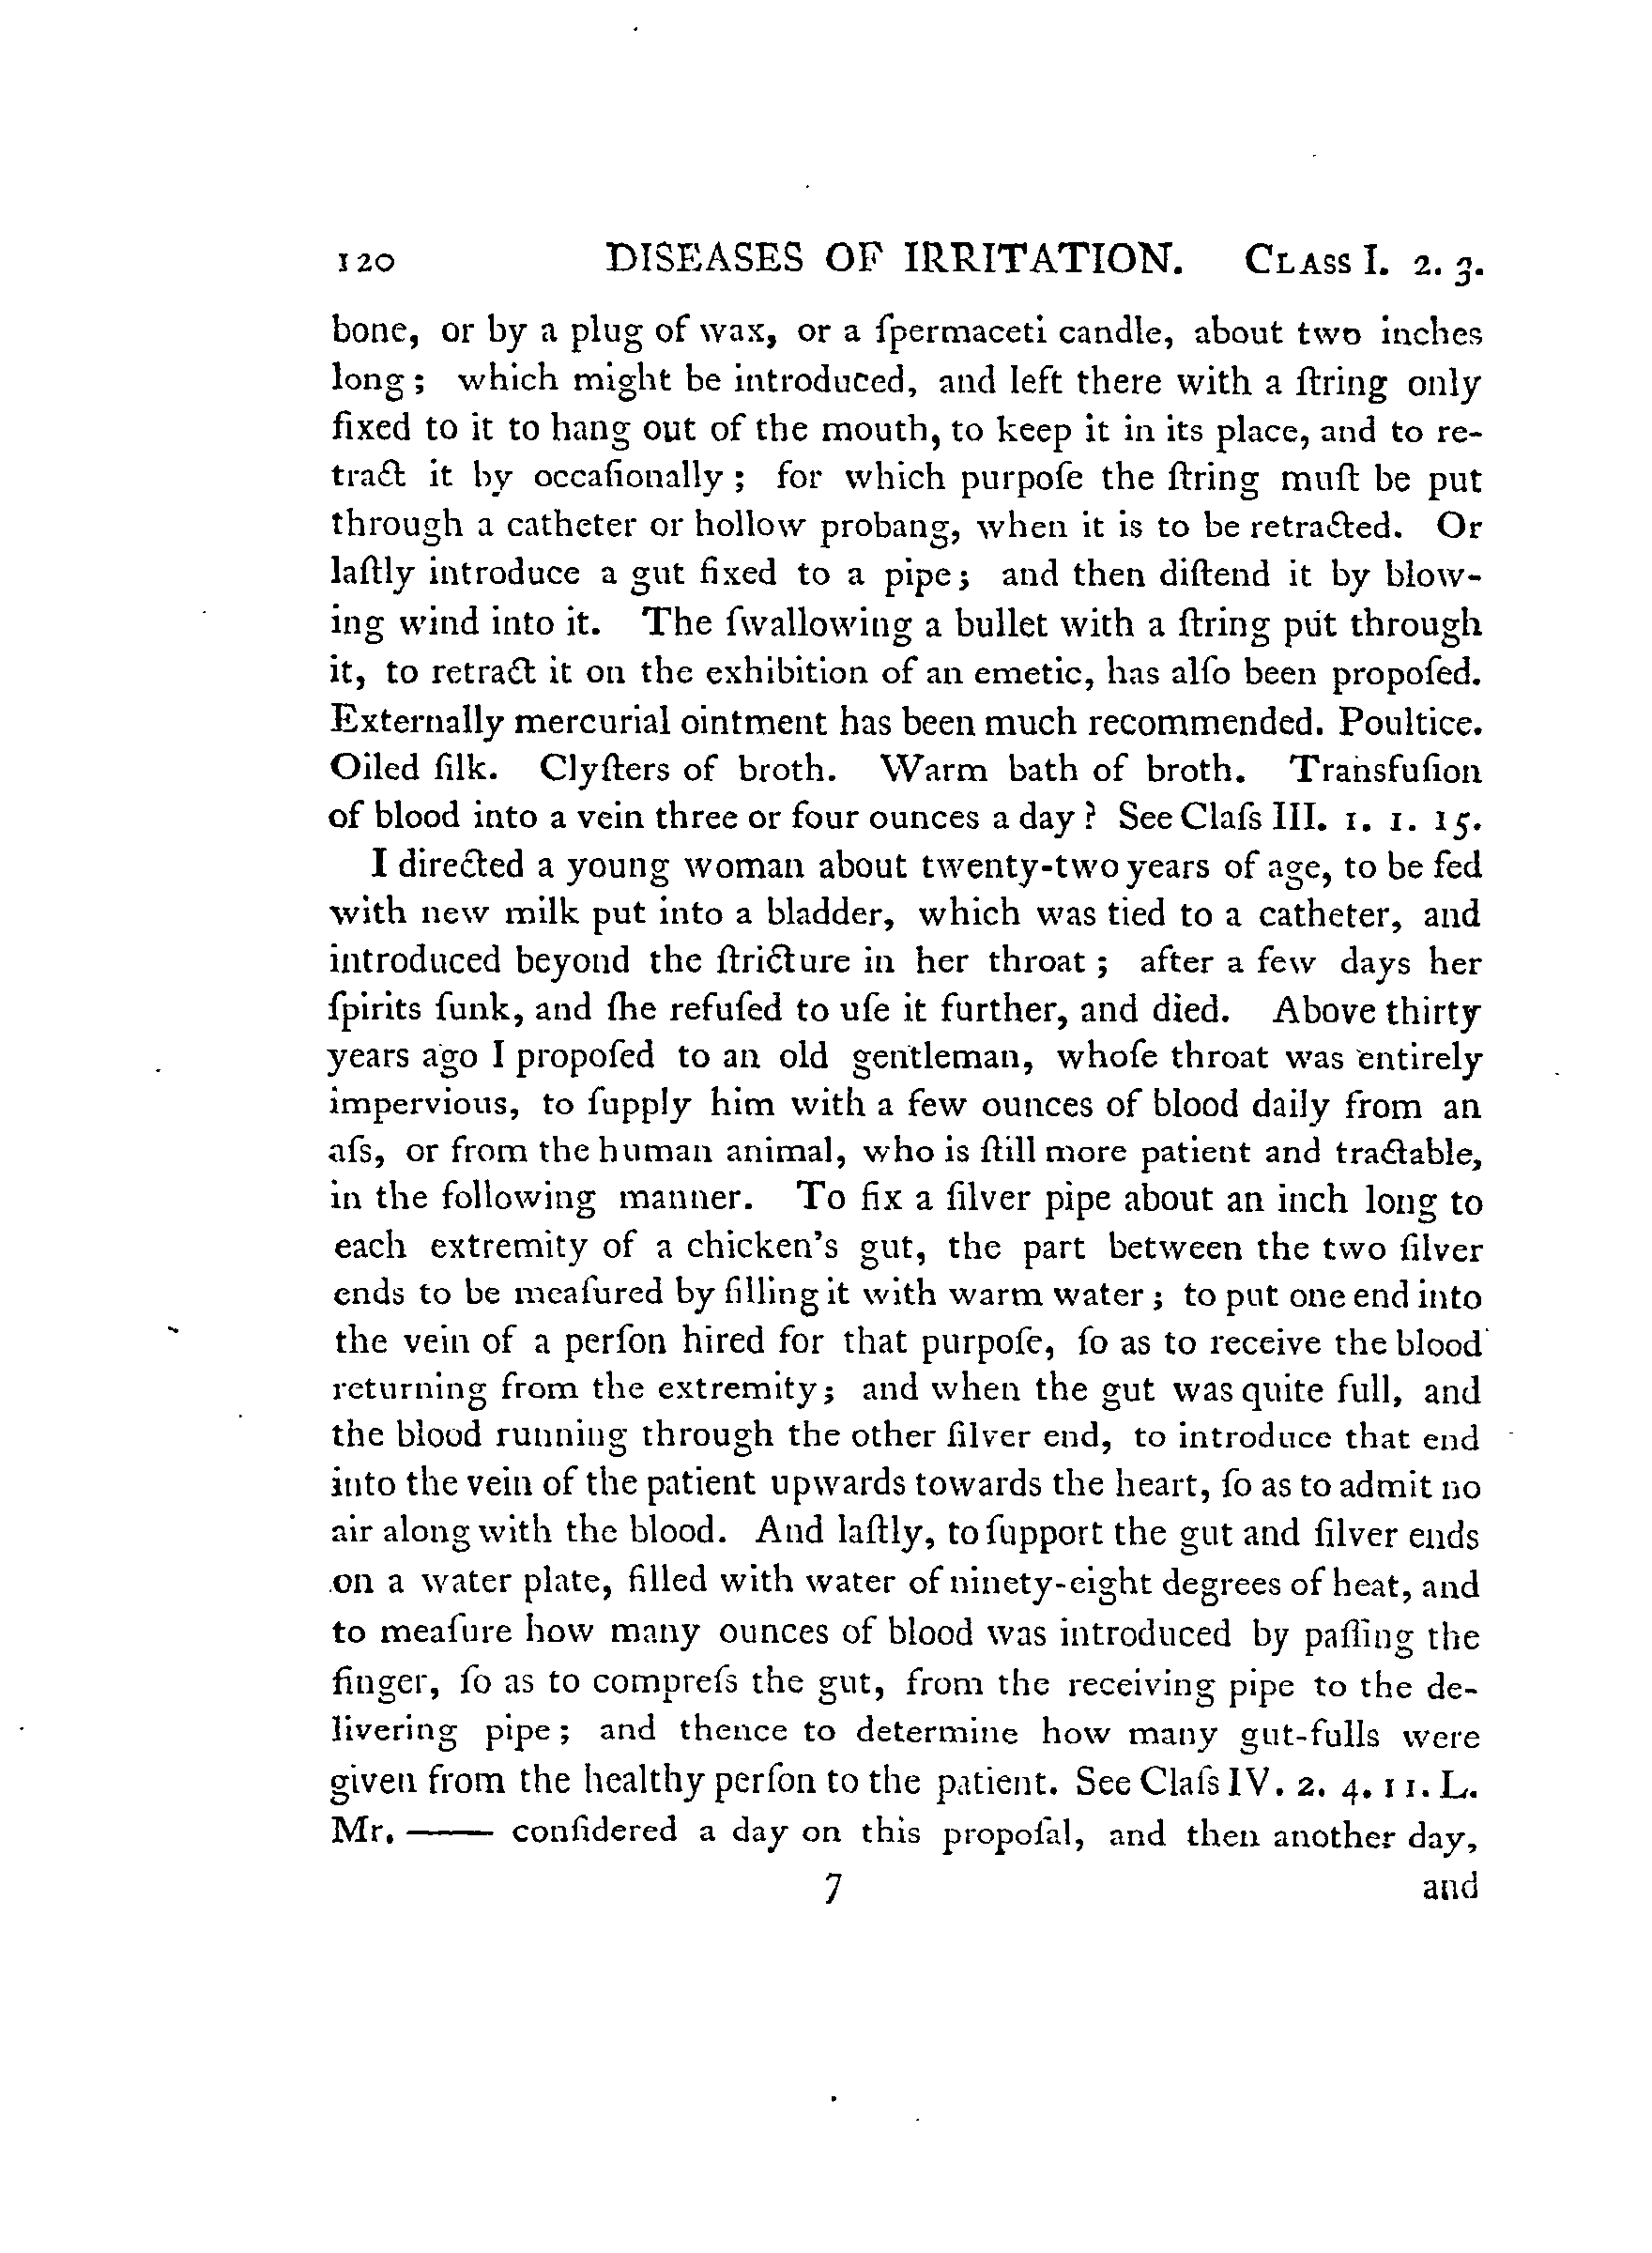 120 DISEASES OF IRRITATION. CLASS I. 2. 3.
bone, or by a plug of wax, or a ſpermaceti candle, about two inches
long; which might be introduced, and left there with a ſtring only
fixed to it to hang out of the mouth, to keep it in its place, and to re-
tract it by occaſionally; for which purpoſe the ſtring muſt be put
through a catheter or hollow probang, when it is to be retracted. Or
laſtly introduce a gut fixed to a pipe; and then diſtend it by blow-
ing wind into it. The ſwallowing a bullet with a ſtring put through
it, to retract it on the exhibition of an emetic, has alſo been propoſed.
Externally mercurial ointment has been much recommended. Poultice.
Oiled ſilk. Clyſters of broth. Warm bath of broth. Transfuſion
of blood into a vein three or four ounces a day? See Claſs III. 1. 1. 15.
I directed a young woman about twenty-two years of age, to be fed
with new milk put into a bladder, which was tied to a catheter, and
introduced beyond the ſtricture in her throat; after a few days her
ſpirits ſunk, and ſhe refuſed to uſe it further, and died. Above thirty
years ago I propoſed to an old gentleman, whoſe throat was entirely
impervious, to ſupply him with a few ounces of blood daily from an
aſs, or from the human animal, who is ſtill more patient and tractable,
in the following manner. To fix a ſilver pipe about an inch long to
each extremity of a chicken's gut, the part between the two ſilver
ends to be meaſured by filling it with warm water; to put one end into
the vein of a perſon hired for that purpoſe, ſo as to receive the blood
returning from the extremity; and when the gut was quite full, and
the blood running through the other ſilver end, to introduce that end
into the vein of the patient upwards towards the heart, ſo as to admit no
air along with the blood. And laſtly, to ſupport the gut and ſilver ends
on a water plate, filled with water of ninety-eight degrees of heat, and
to meaſure how many ounces of blood was introduced by paſſing the
finger, ſo as to compreſs the gut, from the receiving pipe to the de-
livering pipe; and thence to determine how many gut-fulls were
given from the healthy perſon to the patient. See Claſs IV. 2. 4. 11. L.
Mr. —— conſidered a day on this propoſal, and then another day,
7 and